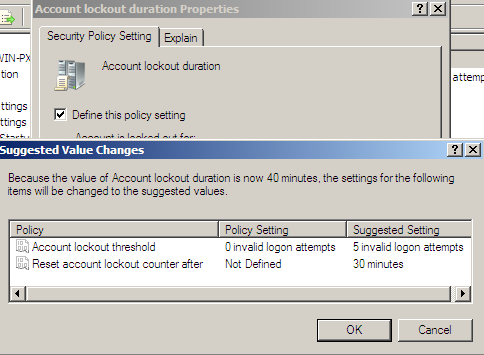 Account lockout duration Properties
Security Policy Setting
Explain
WIN-PX
Account lockout duration
tion
attemp
Define this policy setting
ttings
ttings
Account is locked out for:
Suggested Value Changes
Because the value of Account lockout duration is now 40 minutes, the settings for the following
items will be changed to the suggested values.
Policy Policy Setting Suggested Setting
Account lockout threshold 0 invalid logon attempts 5 invalid logon attempts
Reset account lockout counter after Not Defined 30 minutes
OK Cancel